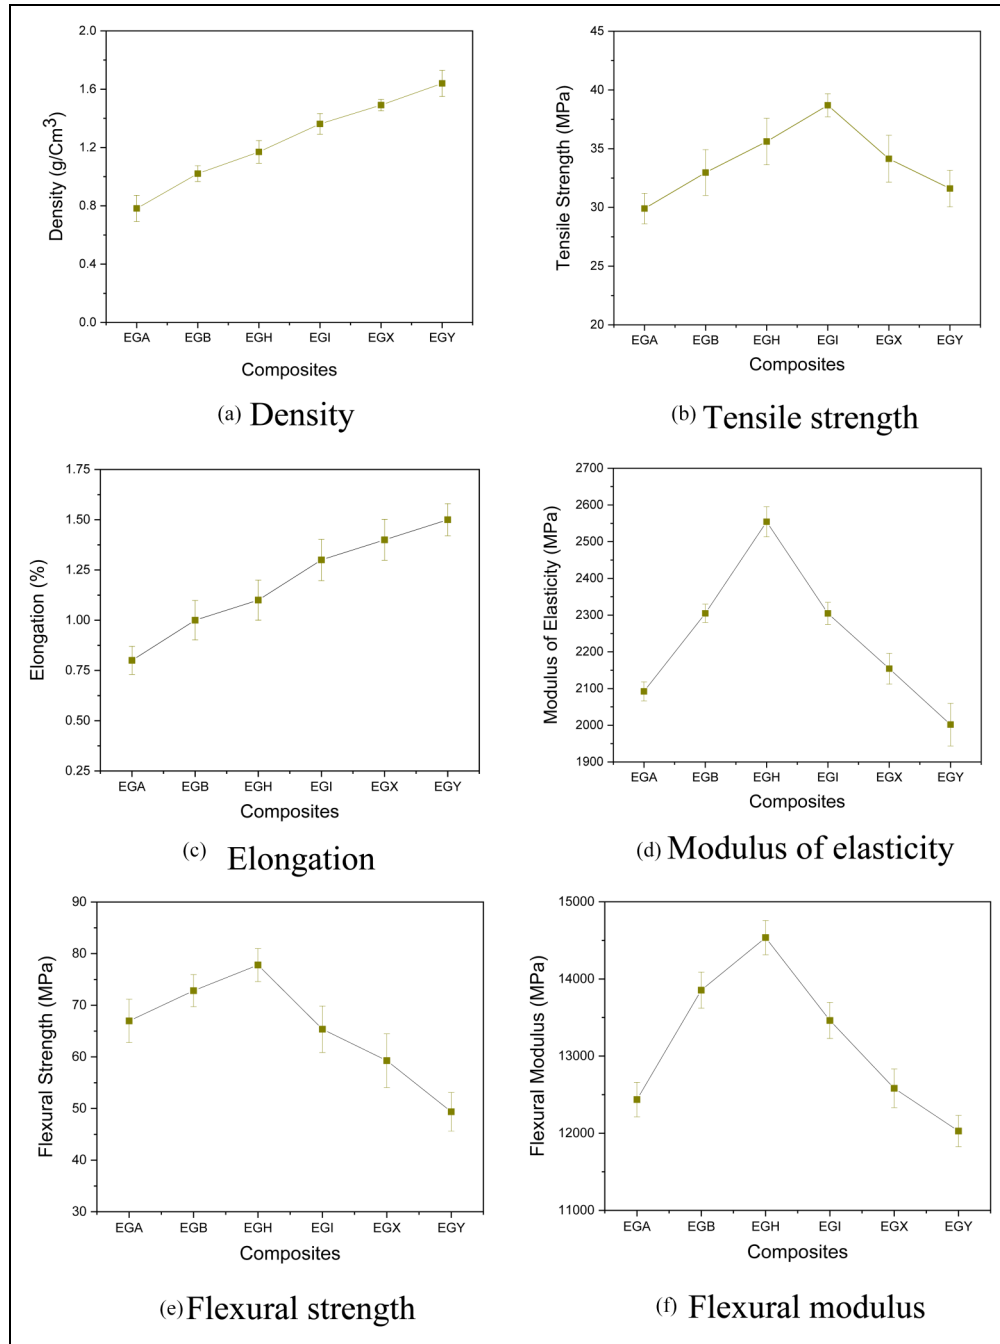 2.0
1.6
1.2
0.8
0.4
0.0
Density (g/Cm³)
EGA EGB EGH EGI EGX EGY
Composites
(a) Density
45
40
35
30
25
20
Tensile Strength (MPa)
EGA EGB EGH EGI EGX EGY
Composites
(b) Tensile strength
1.75
1.50
1.25
1.00
0.75
0.50
0.25
Elongation (%)
EGA EGB EGH EGI EGX EGY
Composites
(c) Elongation
2700
2600
2500
2400
2300
2200
2100
2000
1900
Modulus of Elasticity (MPa)
EGA EGB EGH EGI EGX EGY
Composites
(d) Modulus of elasticity
90
80
70
60
50
40
30
Flexural Strength (MPa)
EGA EGB EGH EGI EGX EGY
Composites
(e) Flexural strength
15000
14000
13000
12000
11000
Flexural Modulus (MPa)
EGA EGB EGH EGI EGX EGY
Composites
(f) Flexural modulus